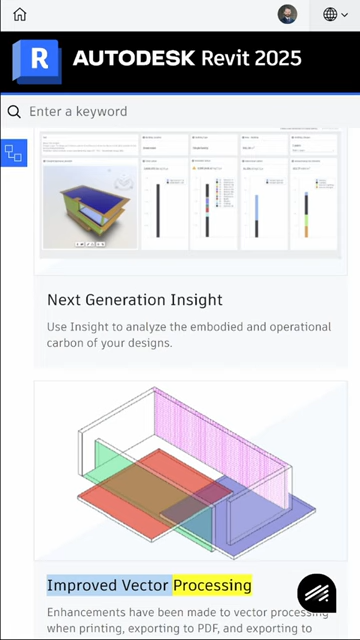 AUTODESK Revit 2025
Enter a keyword
Next Generation Insight
Use Insight to analyze the embodied and operational
carbon of your designs.
Improved Vector Processing
Enhancements have been made to vector processing
when printing, exporting to PDF, and exporting to